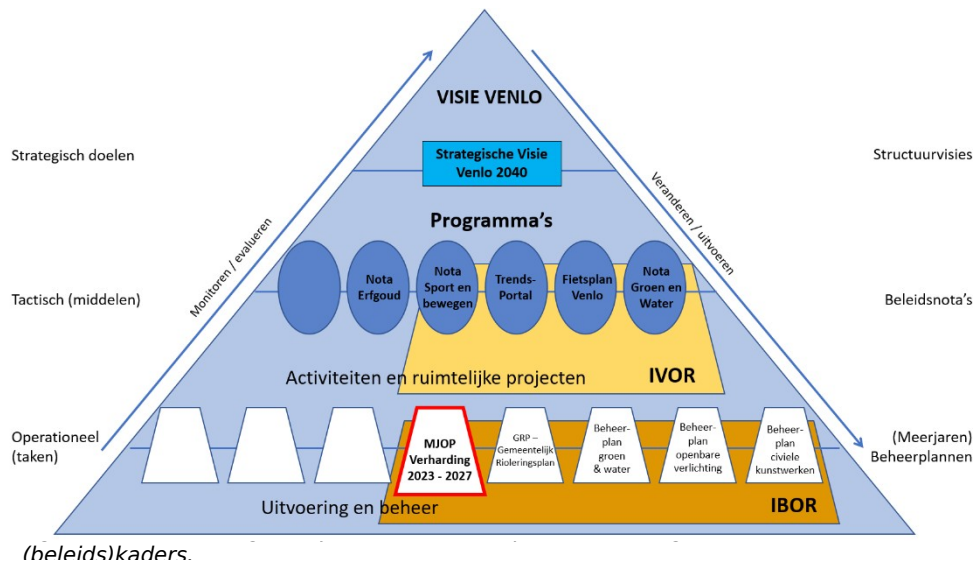 VISIE VENLO
Strategisch doelen
Strategische Visie
Venlo 2040
Structuurvisies
Monitoren / evalueren
Veranderen / uitvoeren
Programma's
Tactisch (middelen)
Nota
Erfgoud
Nota
Sport en
bewegen
Trends-
Portal
Fietsplan
Venlo
Nota
Groen en
Water
Beleidsnota's
Activiteiten en ruimtelijke projecten
IVOR
Operationeel
(taken)
MJOP
Verharding
2023 - 2027
GRP –
Gemeentelijk
Rioleringsplan
Beheer-
plan
groen
& water
Beheer-
plan
openbare
verlichting
Beheer-
plan
civiele
kunstwerken
(Meerjaren)
Beheerplannen
Uitvoering en beheer
IBOR
(beleids)kaders.